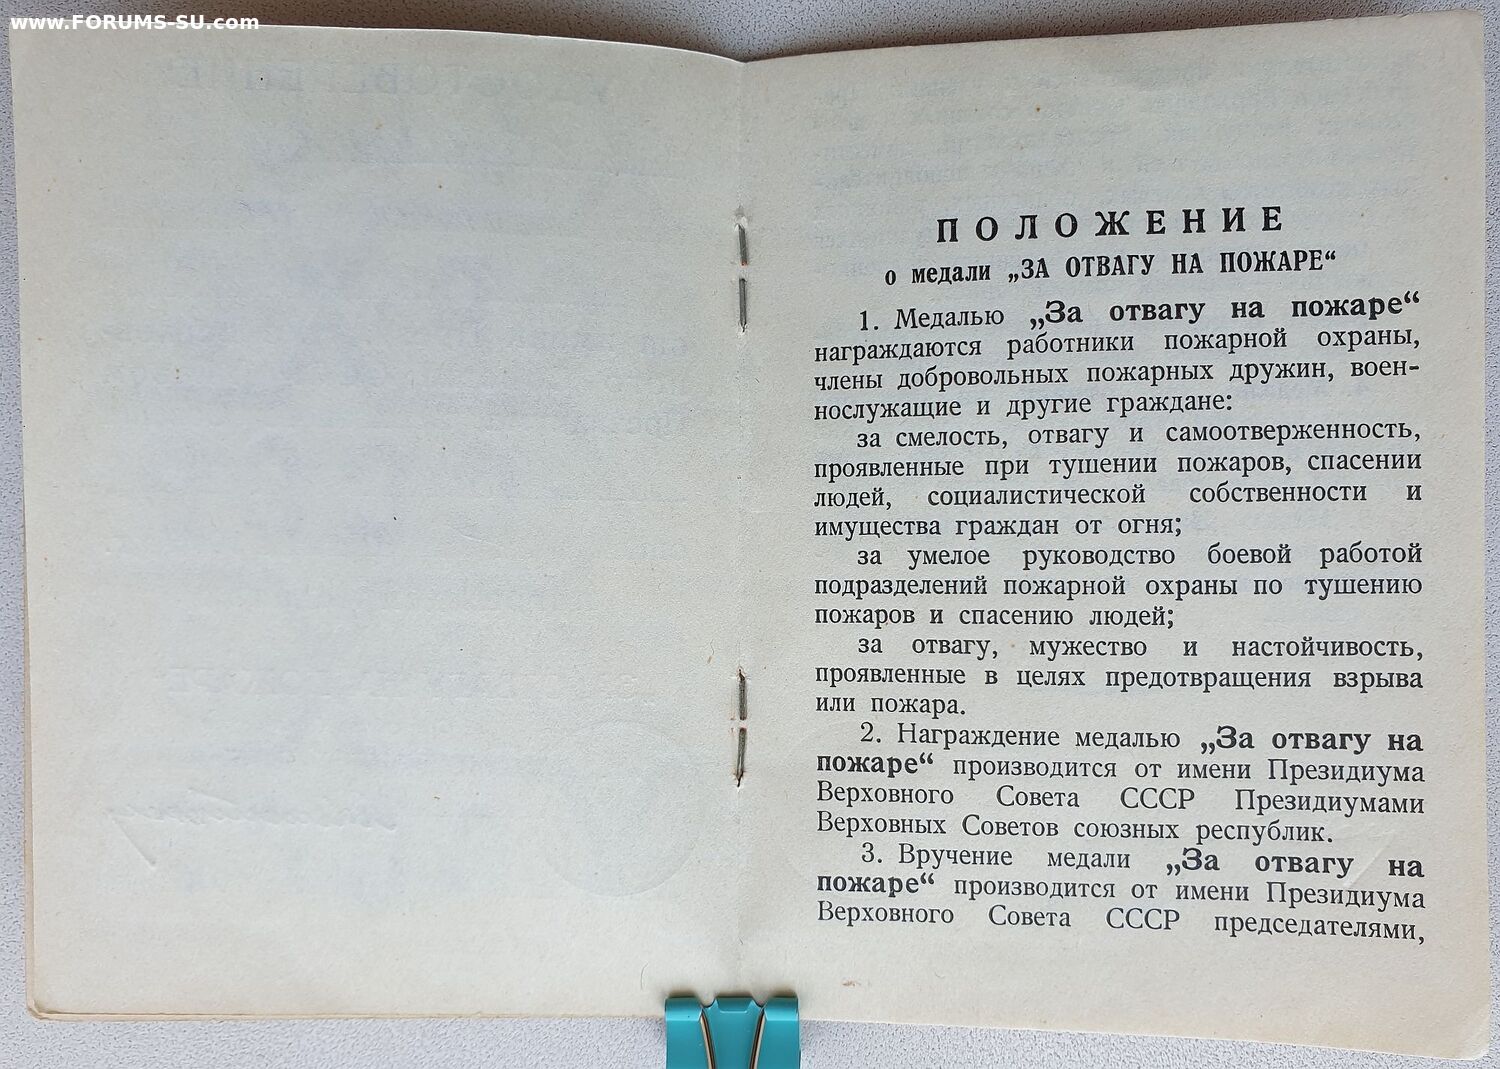 www.FORUMS-SU.com
ПОЛОЖЕНИЕ
о медали „ЗА ОТВАГУ НА ПОЖАРЕ“
1. Медалью „За отвагу на пожаре“
награждаются работники пожарной охраны,
члены добровольных пожарных дружин, воен-
нослужащие и другие граждане:
за смелость, отвагу и самоотверженность,
проявленные при тушении пожаров, спасении
людей, социалистической собственности и
имущества граждан от огня;
за умелое руководство боевой работой
подразделений пожарной охраны по тушению
пожаров и спасению людей;
за отвагу, мужество и настойчивость,
проявленные в целях предотвращения взрыва
или пожара.
2. Награждение медалью „За отвагу на
пожаре“ производится от имени Президиума
Верховного Совета СССР Президиумами
Верховных Советов союзных республик.
3. Вручение медали „За отвагу на
пожаре“ производится от имени Президиума
Верховного Совета СССР председателями,